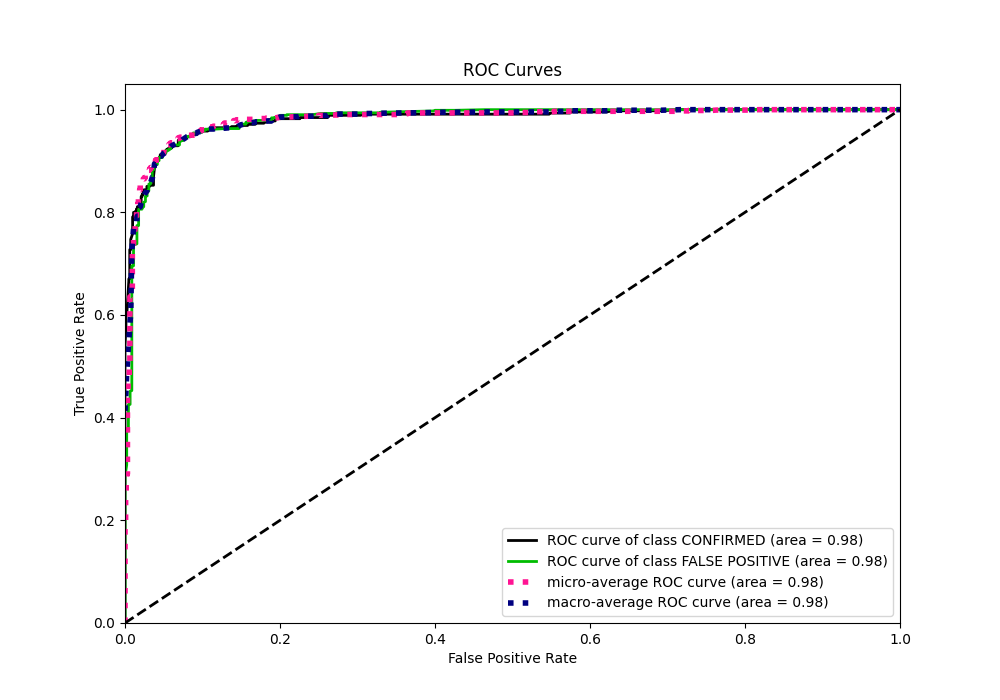 ROC Curves
True Positive Rate
1.0
0.8
0.6
0.4
0.2
0.0
0.0 0.2 0.4 0.6 0.8 1.0
False Positive Rate
ROC curve of class CONFIRMED (area = 0.98)
ROC curve of class FALSE POSITIVE (area = 0.98)
micro-average ROC curve (area = 0.98)
macro-average ROC curve (area = 0.98)